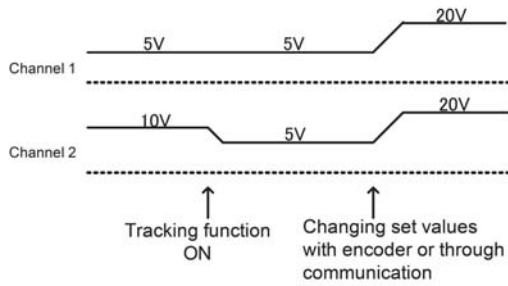 20V
5V 5V
Channel 1
20V
10V
5V
Channel 2
Tracking function
ON
Changing set values
with encoder or through
communication